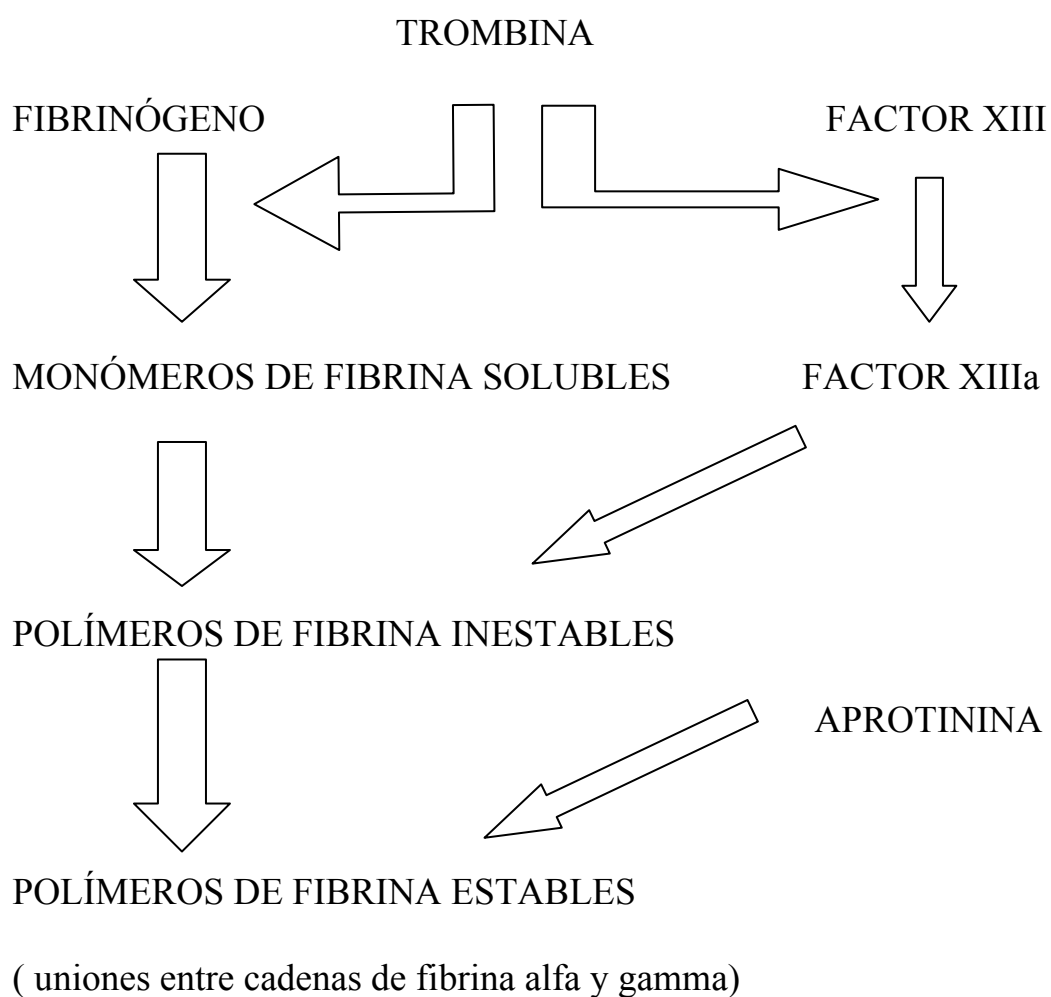 TROMBINA
FIBRINÓGENO FACTOR XIII
MONÓMEROS DE FIBRINA SOLUBLES FACTOR XIIIa
POLÍMEROS DE FIBRINA INESTABLES
APROTININA
POLÍMEROS DE FIBRINA ESTABLES
( uniones entre cadenas de fibrina alfa y gamma)